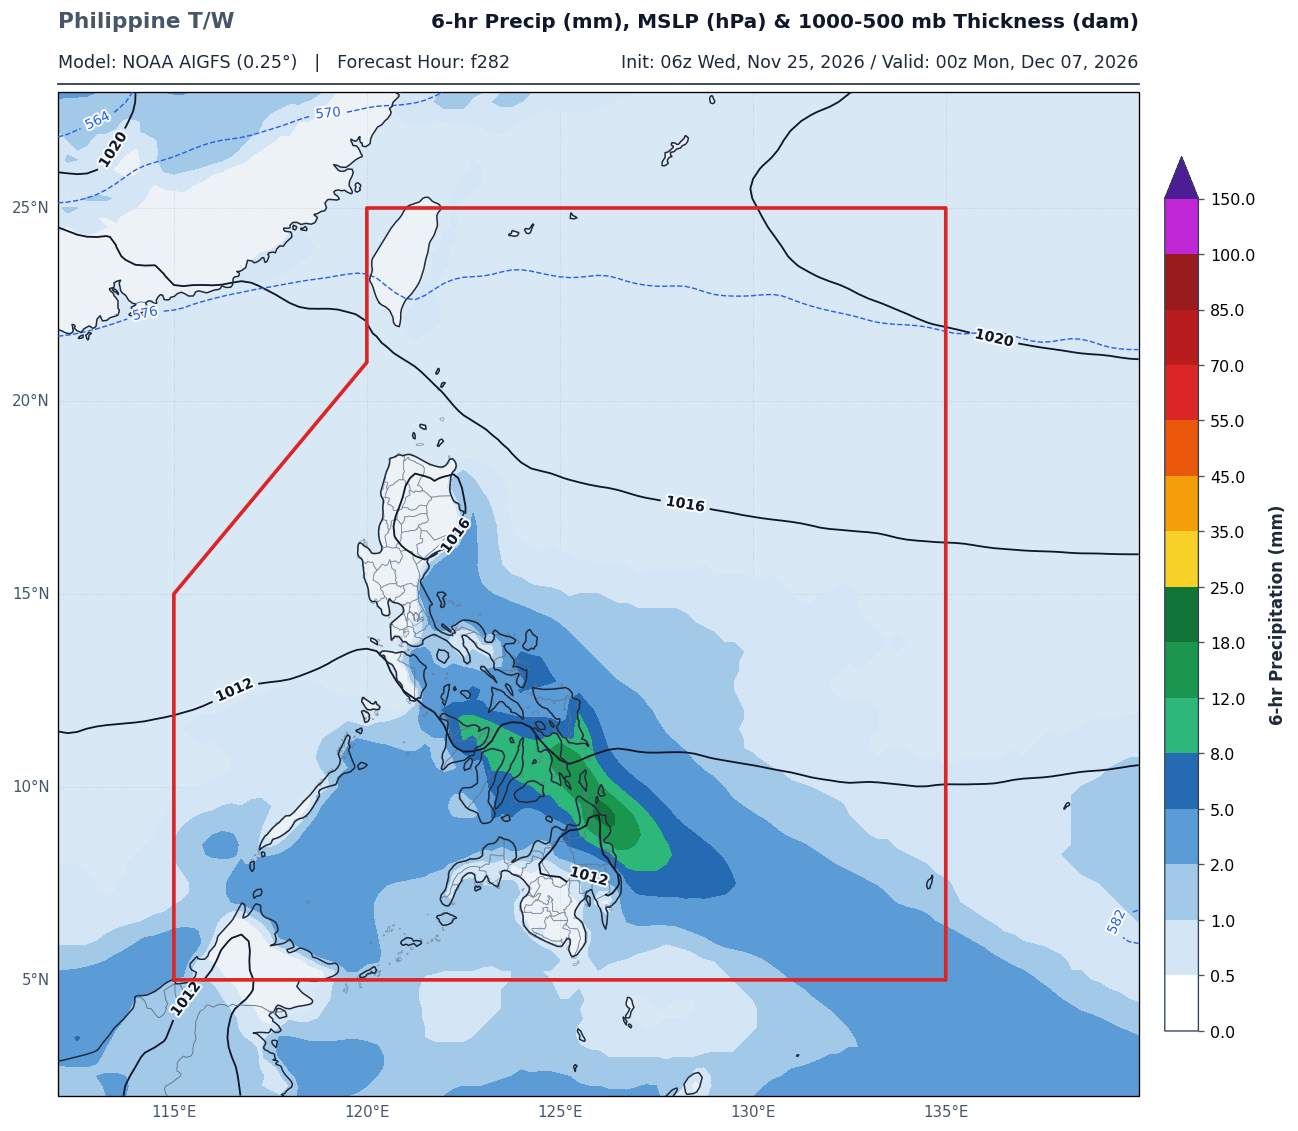 Philippine T/W
6-hr Precip (mm), MSLP (hPa) & 1000-500 mb Thickness (dam)
Model: NOAA AIGFS (0.25°)   |   Forecast Hour: f282
Init: 06z Wed, Nov 25, 2026 / Valid: 00z Mon, Dec 07, 2026
564
570
1020
576
1020
1016
1016
1012
1012
1012
582
25°N
20°N
15°N
10°N
5°N
115°E
120°E
125°E
130°E
135°E
150.0
100.0
85.0
70.0
55.0
45.0
35.0
25.0
18.0
12.0
8.0
5.0
2.0
1.0
0.5
0.0
6-hr Precipitation (mm)